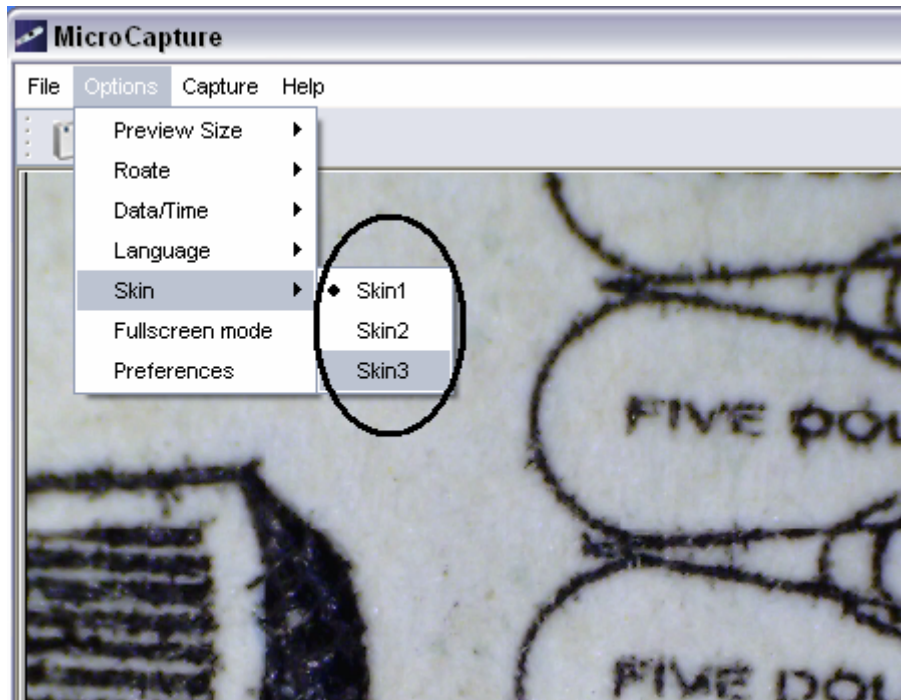 MicroCapture
File Options Capture Help
Preview Size
Roate
Data/Time
Language
Skin
Fullscreen mode
Preferences
Skin1
Skin2
Skin3
FIVE DOL
FIVE DOL